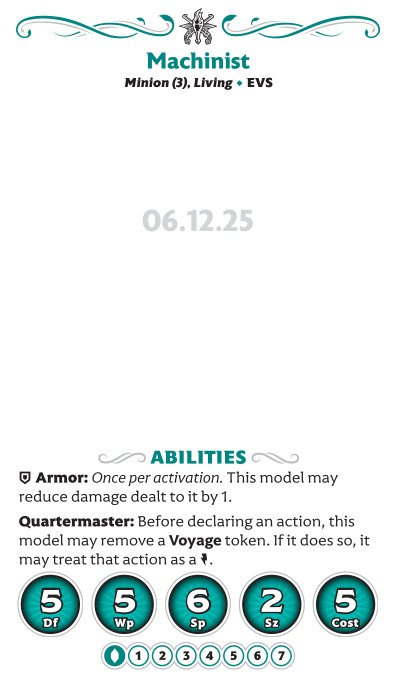 Machinist
Minion (3), Living ♦ EVS
06.12.25
ABILITIES
Armor: Once per activation. This model may
reduce damage dealt to it by 1.
Quartermaster: Before declaring an action, this
model may remove a Voyage token. If it does so, it
may treat that action as a .
5 5 6 2 5
Df Wp Sp Sz Cost
1 2 3 4 5 6 7